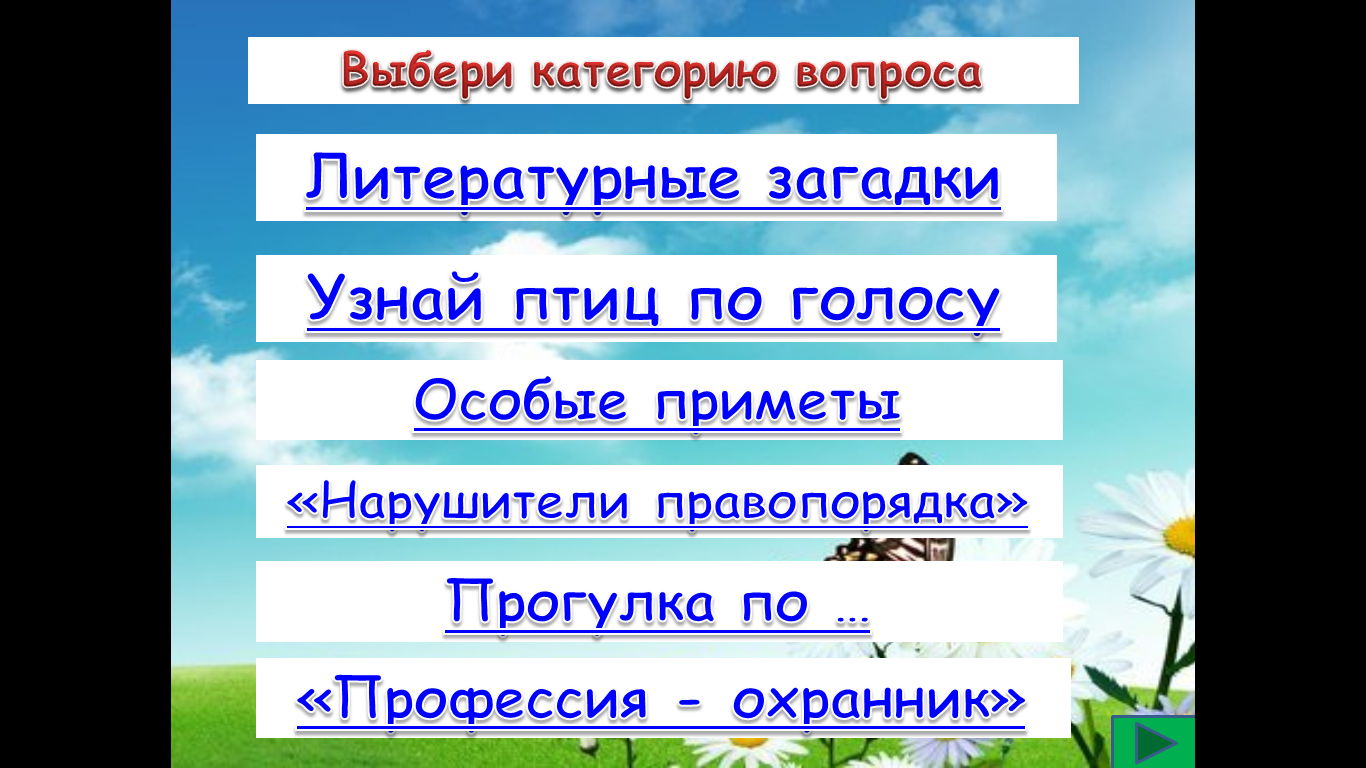 Выбери категорию вопроса
Литературные загадки
Узнай птиц по голосу
Особые приметы
«Нарушители правопорядка»
Прогулка по …
«Профессия - охранник»